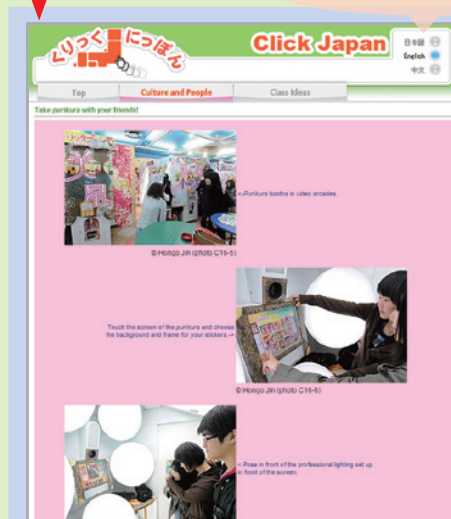 くりっくにっぽん
Click Japan
日本語
English
中文
Top
Culture and People
Class Ideas
Take purikura with your friends!
<-Purikura booths in video arcades.
© Hongo Jin (photo C16-5)
Touch the screen of the purikura and choose
the background and frame for your stickers.->
© Hongo Jin (photo C16-6)
<-Pose in front of the professional lighting set up
in front of the screen.